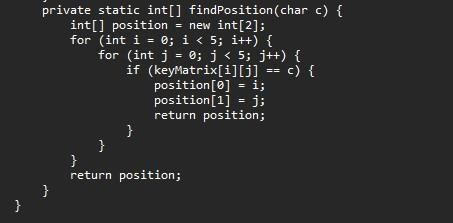 private static int[] findPosition(char c) {
int[] position = new int[2];
for (int i = 0; i < 5; i++) {
for (int j = 0; j < 5; j++) {
if (keyMatrix[i][j] == c) {
position[0] = i;
position[1] = j;
return position;
}
}
}
return position;
}
}